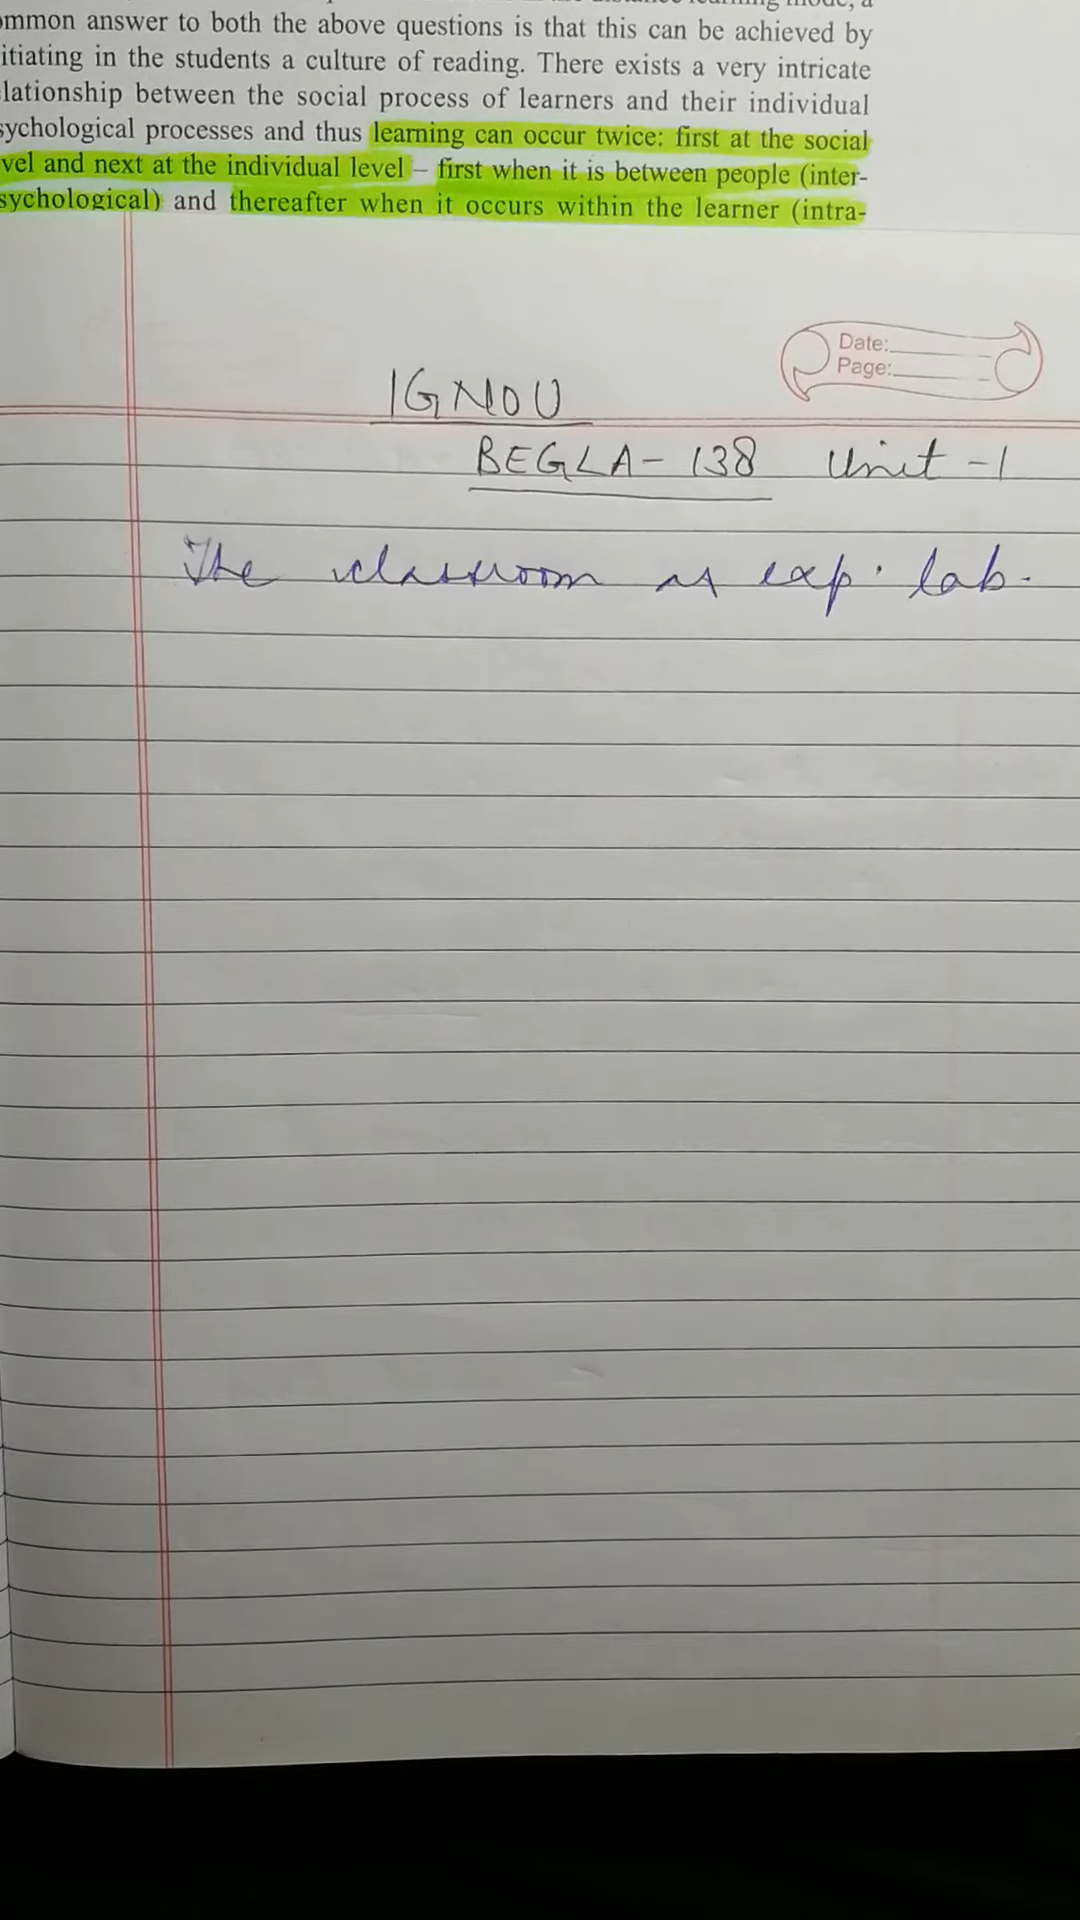 mmon answer to both the above questions is that this can be achieved by
itiating in the students a culture of reading. There exists a very intricate
lationship between the social process of learners and their individual
sychological processes and thus learning can occur twice: first at the social
vel and next at the individual level – first when it is between people (inter-
sychological) and thereafter when it occurs within the learner (intra-
Date:
Page:
IGNOU
BEGLA-138 Unit-1
The classroom as exp. lab.